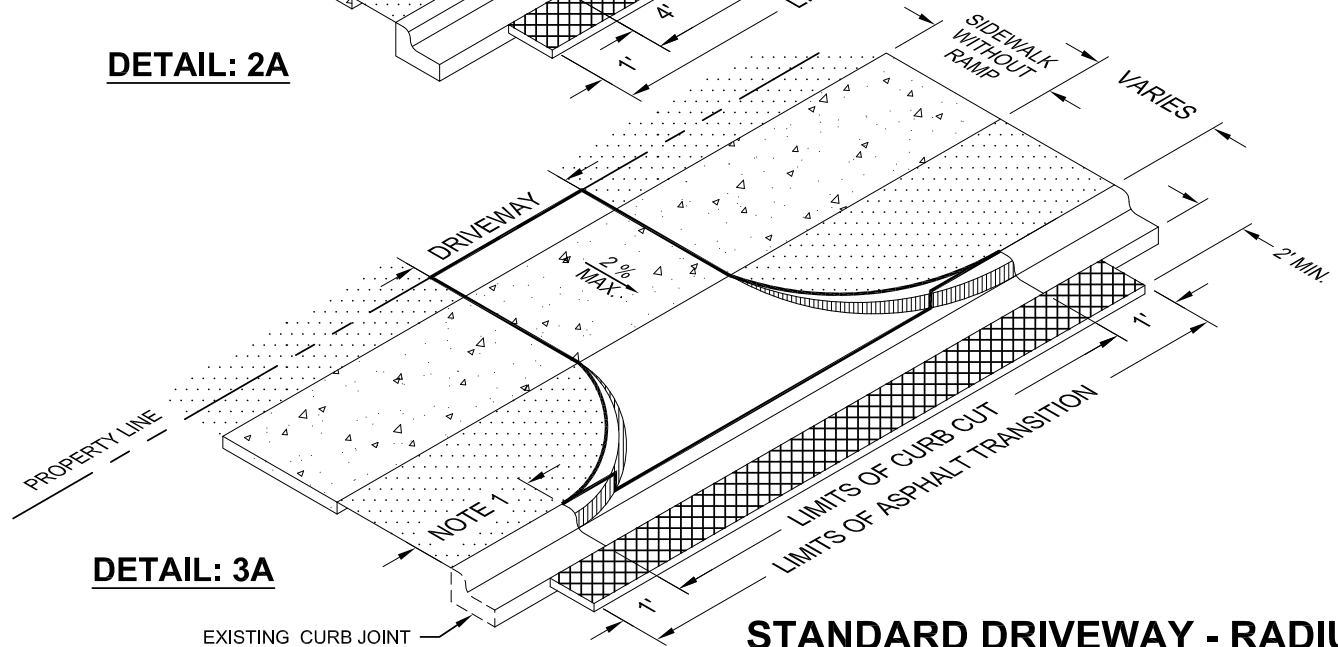 4'
1'
DETAIL: 2A
SIDEWALK
WITHOUT
RAMP
VARIES
DRIVEWAY
2%
MAX.
2' MIN.
1'
PROPERTY LINE
LIMITS OF CURB CUT
LIMITS OF ASPHALT TRANSITION
NOTE 1
DETAIL: 3A
1'
EXISTING CURB JOINT
STANDARD DRIVEWAY - RADIU